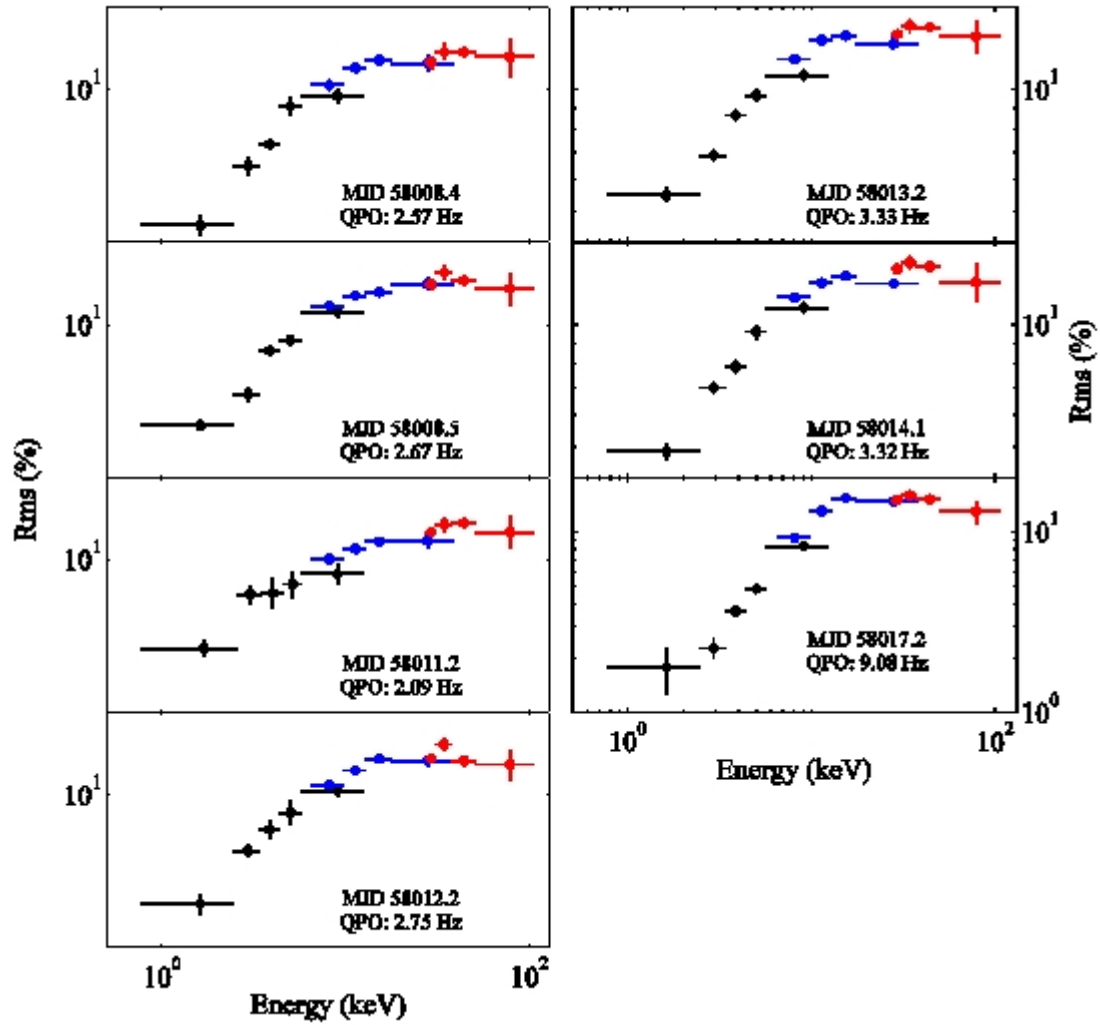 MJD 58008.4
QPO: 2.57 Hz
10¹
MJD 58008.5
QPO: 2.67 Hz
10¹
MJD 58011.2
QPO: 2.09 Hz
10¹
MJD 58012.2
QPO: 2.75 Hz
10¹
Rms (%)
10⁰
10²
Energy (keV)
MJD 58013.2
QPO: 3.33 Hz
10¹
MJD 58014.1
QPO: 3.32 Hz
10¹
MJD 58017.2
QPO: 9.08 Hz
10¹
10⁰
Rms (%)
10⁰
10²
Energy (keV)